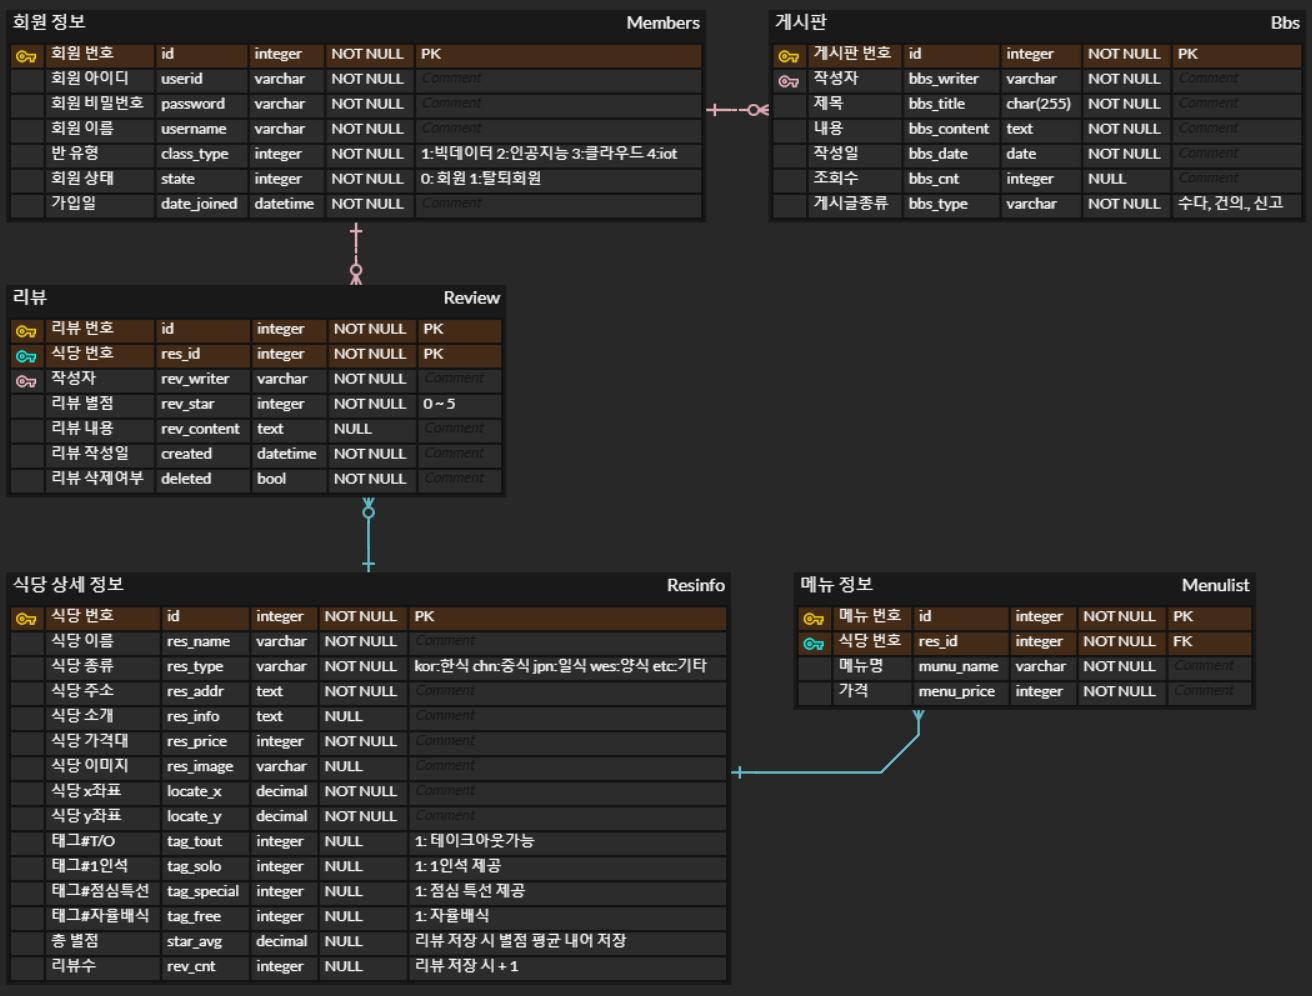 회원 정보 Members
회원 번호 id integer NOT NULL PK
회원 아이디 userid varchar NOT NULL Comment
회원 비밀번호 password varchar NOT NULL Comment
회원 이름 username varchar NOT NULL Comment
반 유형 class_type integer NOT NULL 1:빅데이터 2:인공지능 3:클라우드 4:iot
회원 상태 state integer NOT NULL 0: 회원 1:탈퇴회원
가입일 date_joined datetime NOT NULL Comment
게시판 Bbs
게시판 번호 id integer NOT NULL PK
작성자 bbs_writer varchar NOT NULL Comment
제목 bbs_title char(255) NOT NULL Comment
내용 bbs_content text NOT NULL Comment
작성일 bbs_date date NOT NULL Comment
조회수 bbs_cnt integer NULL Comment
게시글종류 bbs_type varchar NOT NULL 수다, 건의., 신고
리뷰 Review
리뷰 번호 id integer NOT NULL PK
식당 번호 res_id integer NOT NULL PK
작성자 rev_writer varchar NOT NULL Comment
리뷰 별점 rev_star integer NOT NULL 0 ~ 5
리뷰 내용 rev_content text NULL Comment
리뷰 작성일 created datetime NOT NULL Comment
리뷰 삭제여부 deleted bool NOT NULL Comment
식당 상세 정보 Resinfo
식당 번호 id integer NOT NULL PK
식당 이름 res_name varchar NOT NULL Comment
식당 종류 res_type varchar NOT NULL kor:한식 chn:중식 jpn:일식 wes:양식 etc:기타
식당 주소 res_addr text NOT NULL Comment
식당 소개 res_info text NULL Comment
식당 가격대 res_price integer NOT NULL Comment
식당 이미지 res_image varchar NULL Comment
식당 x좌표 locate_x decimal NOT NULL Comment
식당 y좌표 locate_y decimal NOT NULL Comment
태그#T/O tag_tout integer NULL 1: 테이크아웃가능
태그#1인석 tag_solo integer NULL 1: 1인석 제공
태그#점심특선 tag_special integer NULL 1: 점심 특선 제공
태그#자율배식 tag_free integer NULL 1: 자율배식
총 별점 star_avg decimal NULL 리뷰 저장 시 별점 평균 내어 저장
리뷰수 rev_cnt integer NULL 리뷰 저장 시 + 1
메뉴 정보 Menulist
메뉴 번호 id integer NOT NULL PK
식당 번호 res_id integer NOT NULL FK
메뉴명 munu_name varchar NOT NULL Comment
가격 menu_price integer NOT NULL Comment